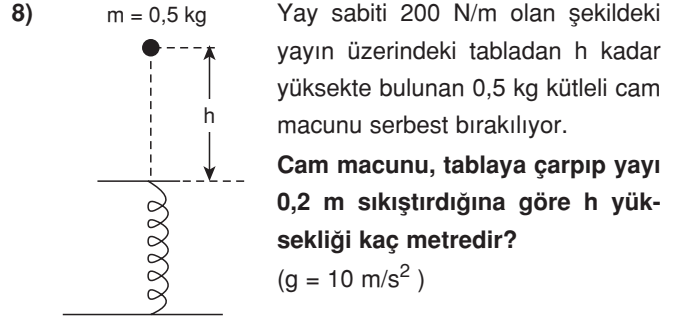 8)
m = 0,5 kg
h
Yay sabiti 200 N/m olan şekildeki
yayın üzerindeki tabladan h kadar
yüksekte bulunan 0,5 kg kütleli cam
macunu serbest bırakılıyor.
Cam macunu, tablaya çarpıp yayı
0,2 m sıkıştırdığına göre h yük-
sekliği kaç metredir?
(g = 10 m/s² )